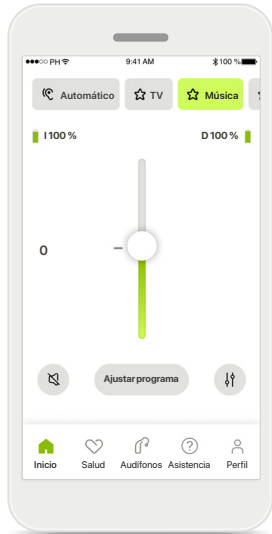 PH 9:41 AM 100 %
Automático TV Música
I 100 % D 100 %
0
Ajustar programa
Inicio Salud Audífonos Asistencia Perfil